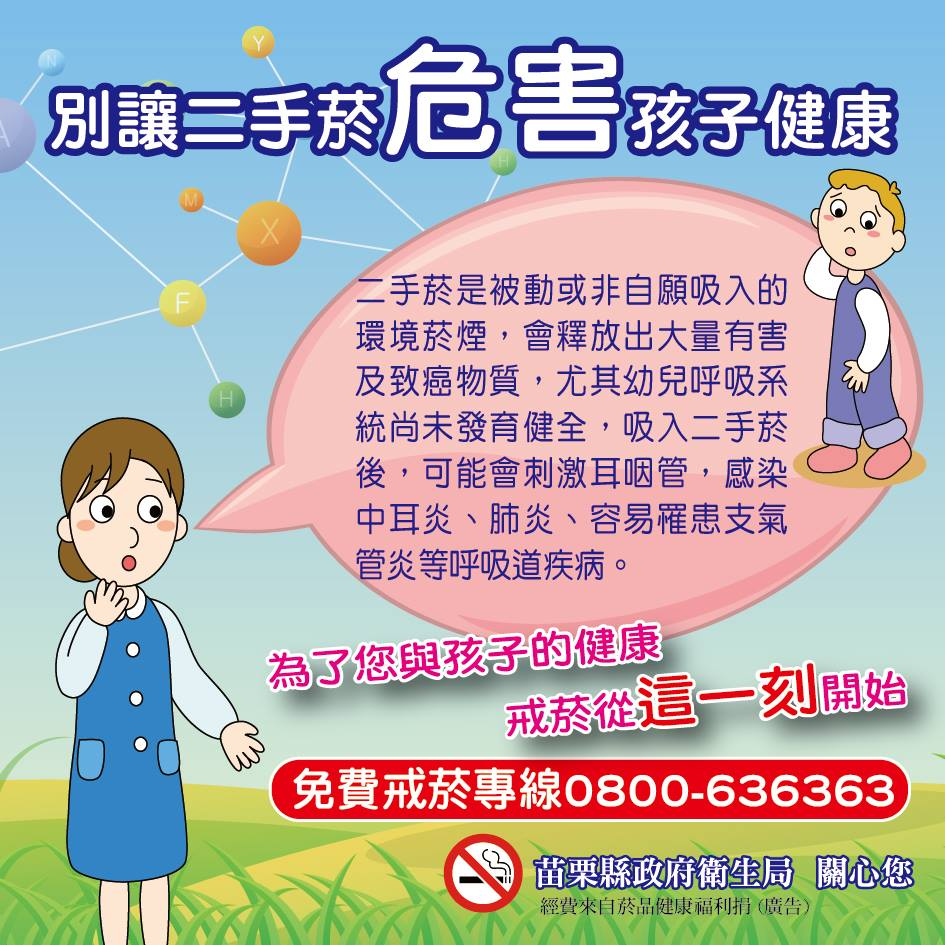 別讓二手菸危害孩子健康
N
Y
A
H
M
X
F
H
二手菸是被動或非自願吸入的
環境菸煙，會釋放出大量有害
及致癌物質，尤其幼兒呼吸系
統尚未發育健全，吸入二手菸
後，可能會刺激耳咽管，感染
中耳炎、肺炎、容易罹患支氣
管炎等呼吸道疾病。
為了您與孩子的健康
戒菸從這一刻開始
免費戒菸專線0800-636363
苗栗縣政府衛生局 關心您
經費來自菸品健康福利捐（廣告）